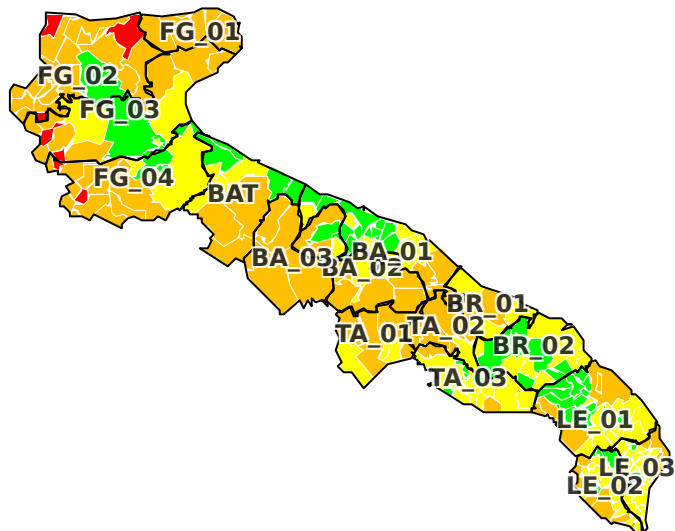 FG_01
FG_02
FG_03
FG_04
BAT
BA_01
BA_03
BA_02
BR_01
TA_02
TA_01
BR_02
TA_03
LE_01
LE_03
LE_02